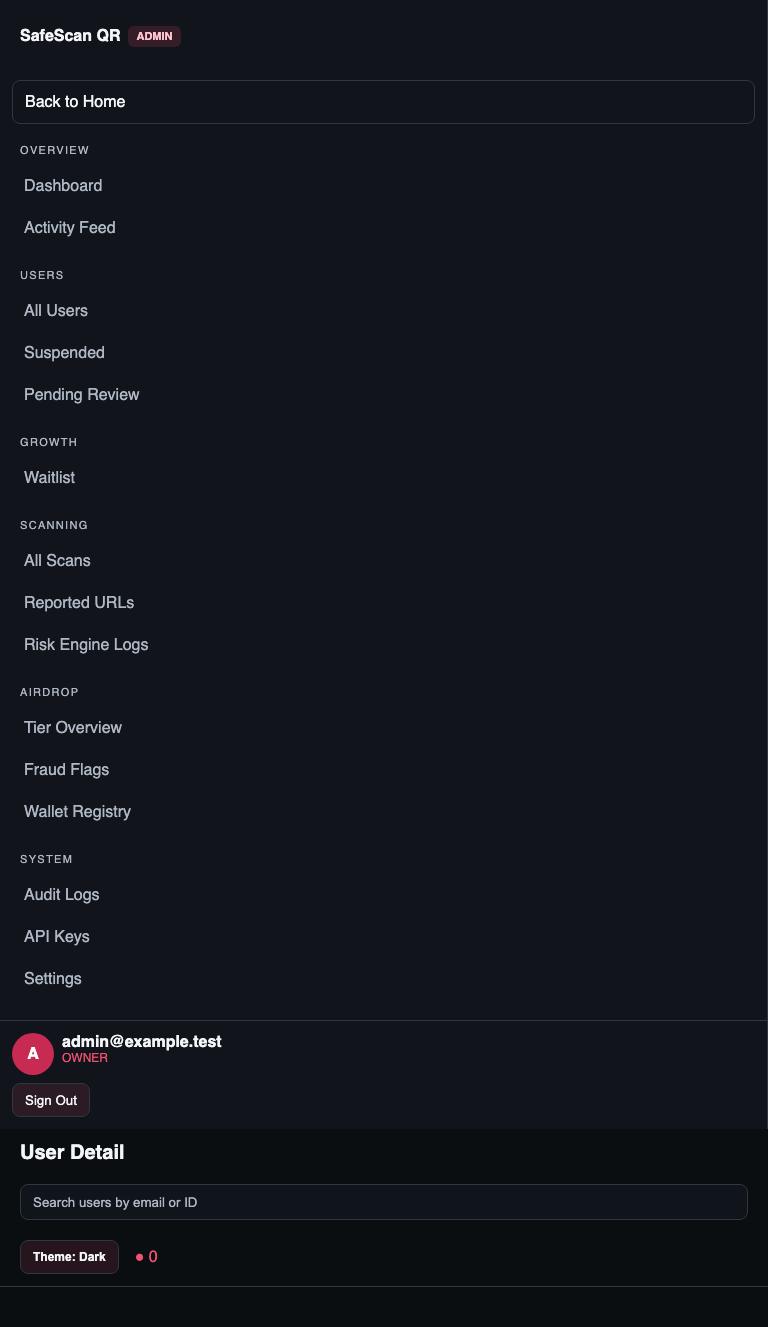 SafeScan QR ADMIN
Back to Home
OVERVIEW
Dashboard
Activity Feed
USERS
All Users
Suspended
Pending Review
GROWTH
Waitlist
SCANNING
All Scans
Reported URLs
Risk Engine Logs
AIRDROP
Tier Overview
Fraud Flags
Wallet Registry
SYSTEM
Audit Logs
API Keys
Settings
A
admin@example.test
OWNER
Sign Out
User Detail
Search users by email or ID
Theme: Dark ● 0